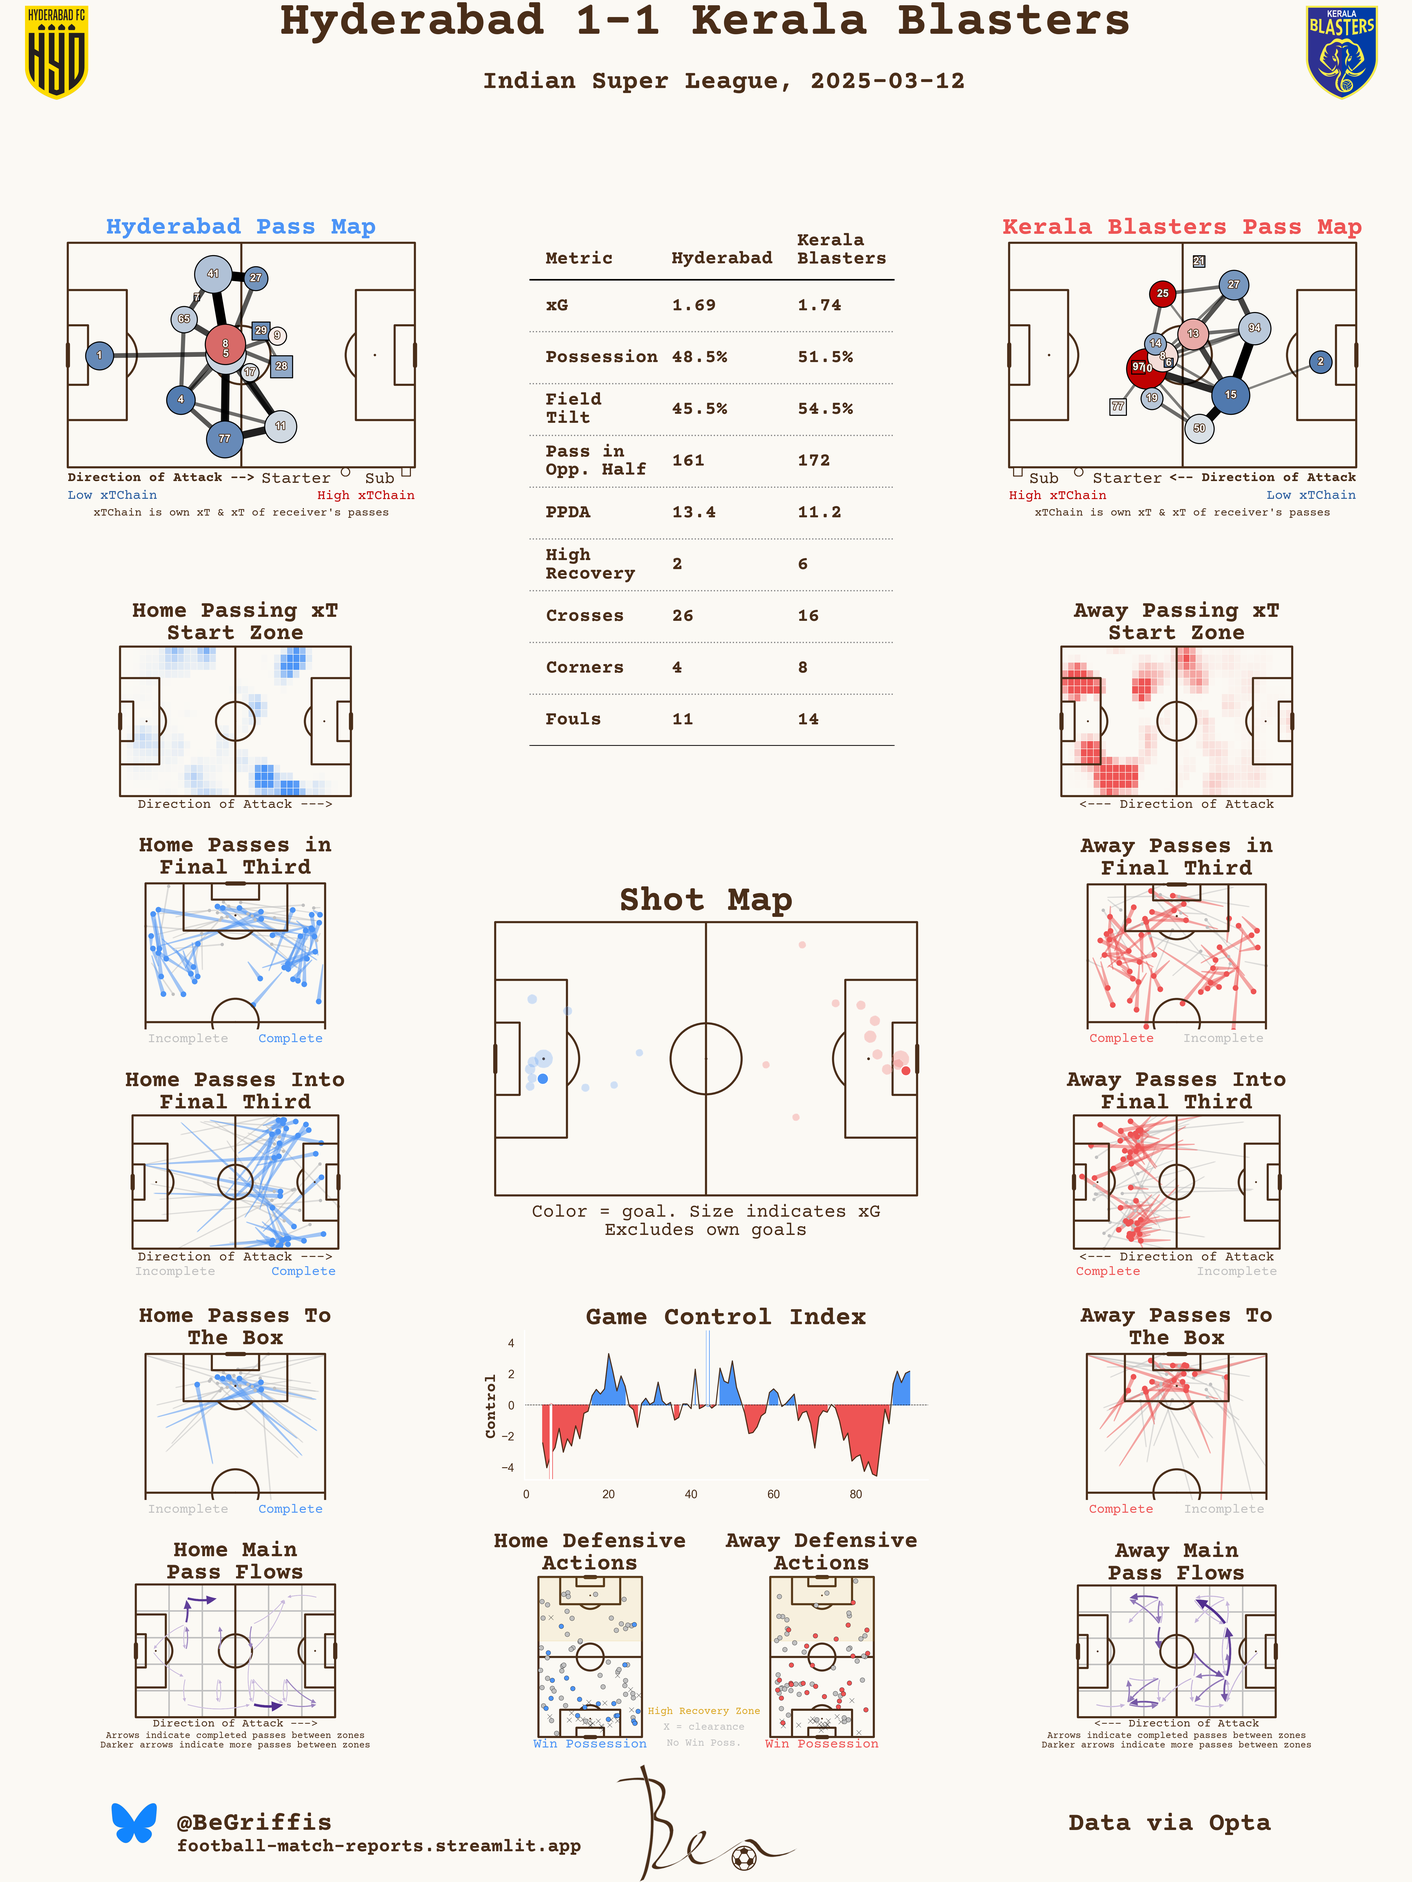 Hyderabad 1-1 Kerala Blasters
Indian Super League, 2025-03-12
HYDERABAD FC
HYD
KERALA
BLASTERS
Hyderabad Pass Map
41
27
7
65
8
5
29
9
1
17
28
4
11
77
Direction of Attack --> Starter Sub
Low xTChain High xTChain
xTChain is own xT & xT of receiver's passes
Metric Hyderabad Kerala Blasters
xG 1.69 1.74
Possession 48.5% 51.5%
Field Tilt 45.5% 54.5%
Pass in Opp. Half 161 172
PPDA 13.4 11.2
High Recovery 2 6
Crosses 26 16
Corners 4 8
Fouls 11 14
Kerala Blasters Pass Map
21
25
27
13
94
14
8
6
97
2
77
19
15
50
Sub Starter <-- Direction of Attack
High xTChain Low xTChain
xTChain is own xT & xT of receiver's passes
Home Passing xT
Start Zone
Direction of Attack --->
Away Passing xT
Start Zone
<--- Direction of Attack
Home Passes in
Final Third
Incomplete Complete
Away Passes in
Final Third
Complete Incomplete
Shot Map
Color = goal. Size indicates xG
Excludes own goals
Home Passes Into
Final Third
Direction of Attack --->
Incomplete Complete
Away Passes Into
Final Third
<--- Direction of Attack
Complete Incomplete
Home Passes To
The Box
Incomplete Complete
Game Control Index
Control
4
2
0
−2
−4
0 20 40 60 80
Away Passes To
The Box
Complete Incomplete
Home Main
Pass Flows
Direction of Attack --->
Arrows indicate completed passes between zones
Darker arrows indicate more passes between zones
Home Defensive
Actions
Win Possession
Away Defensive
Actions
Win Possession
High Recovery Zone
X = clearance
No Win Poss.
Away Main
Pass Flows
<--- Direction of Attack
Arrows indicate completed passes between zones
Darker arrows indicate more passes between zones
@BeGriffis
football-match-reports.streamlit.app
Ben
Data via Opta